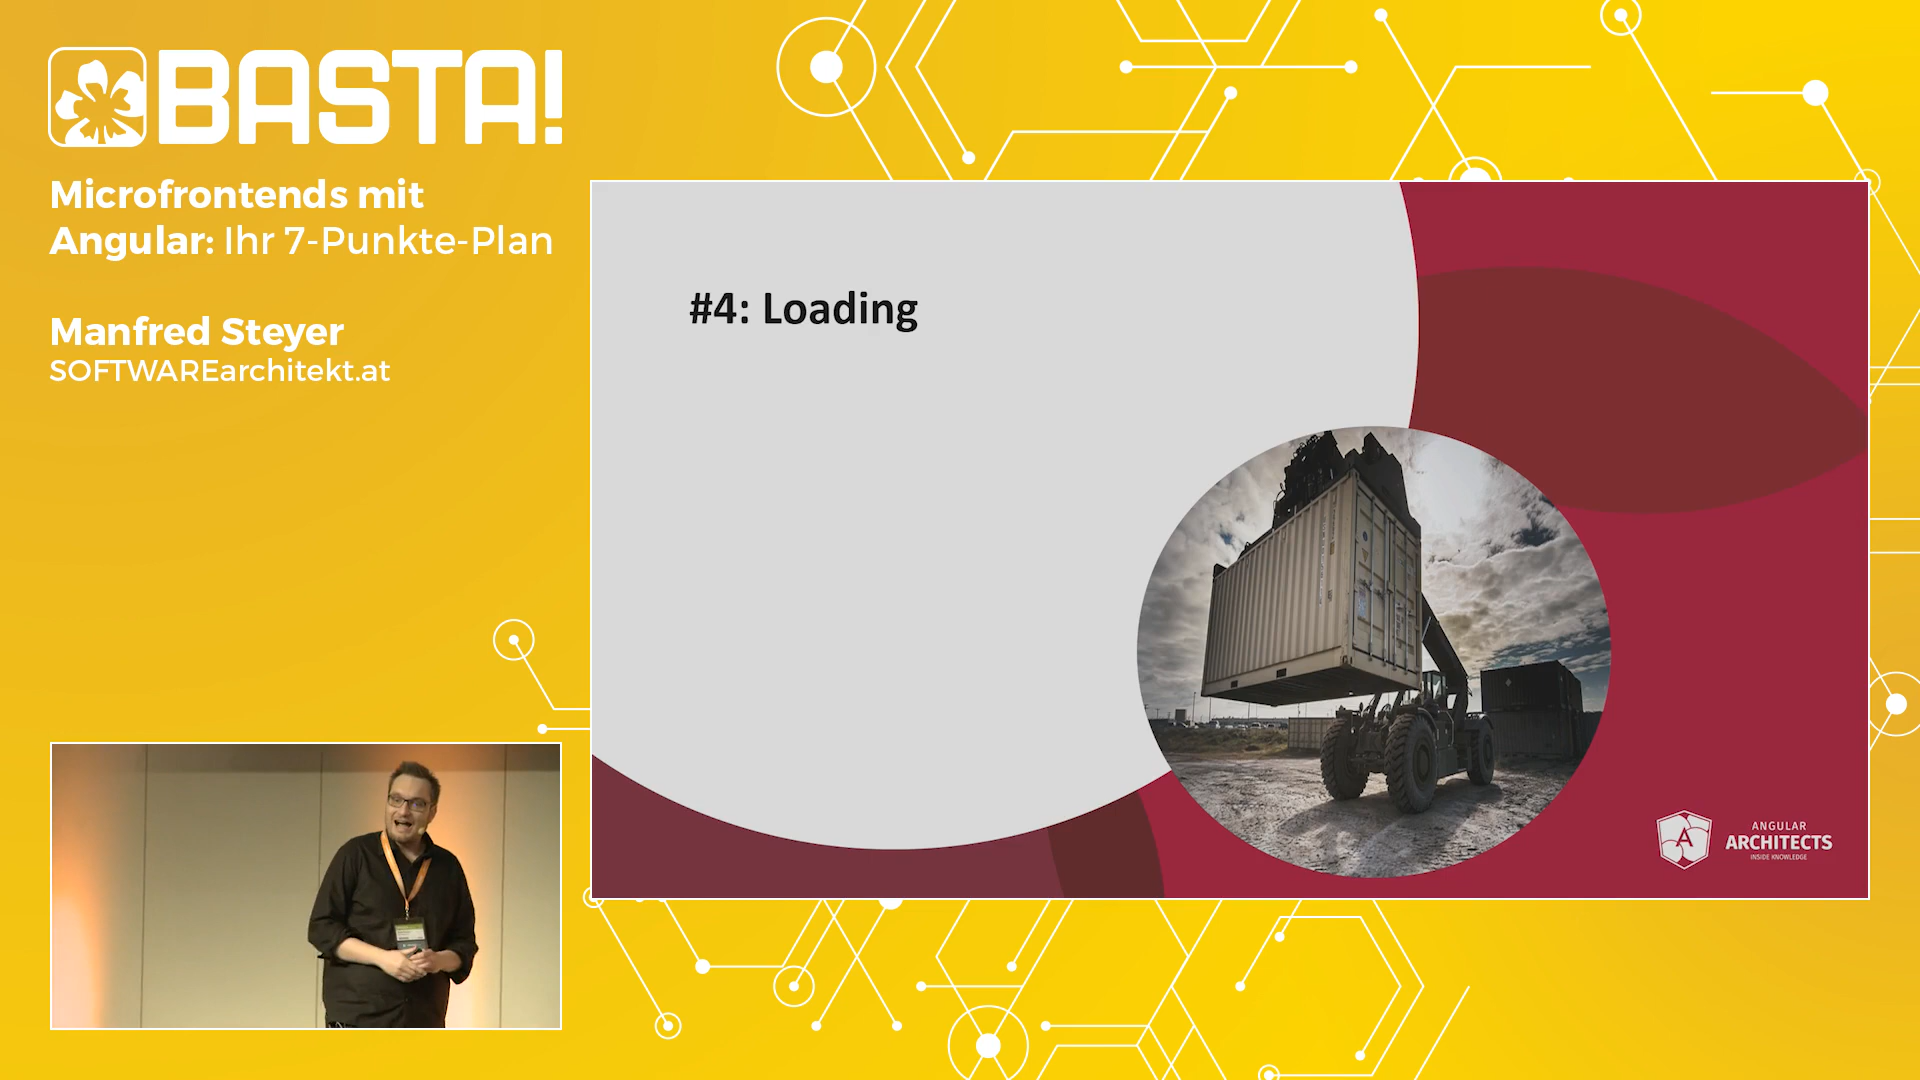 BASTA!
Microfrontends mit
Angular: Ihr 7-Punkte-Plan
Manfred Steyer
SOFTWAREarchitekt.at
#4: Loading
A
ANGULAR
ARCHITECTS
INSIDE KNOWLEDGE